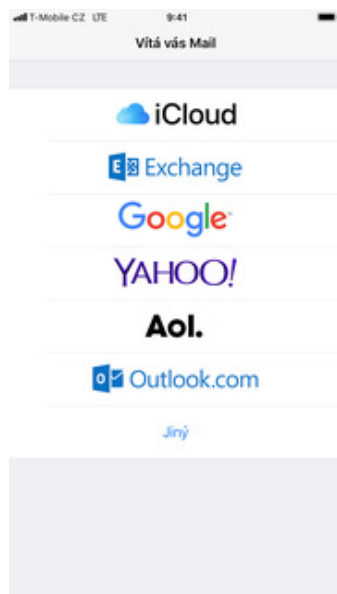 T-Mobile CZ LTE 9:41
Vítá vás Mail
iCloud
E Exchange
Google
YAHOO!
Aol.
o Outlook.com
Jiný